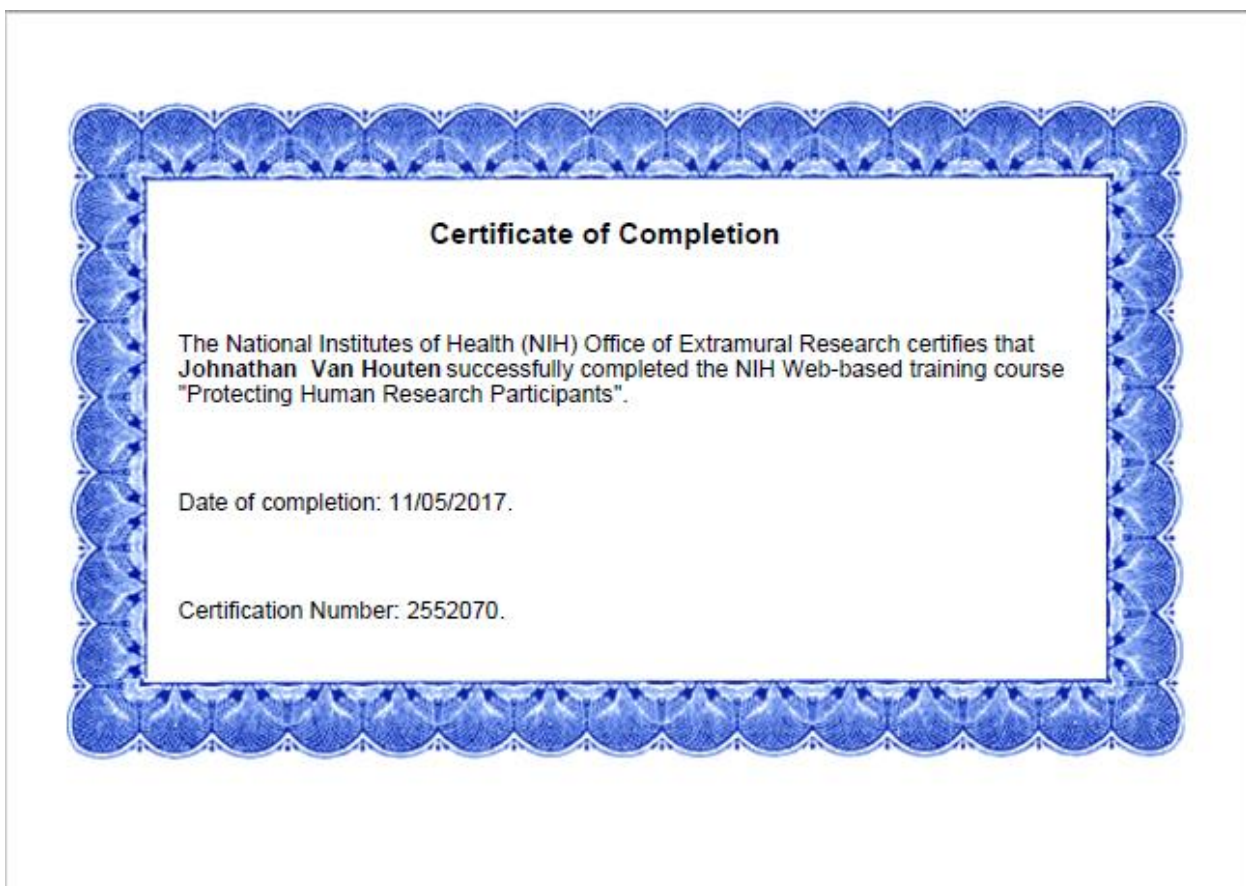 Certificate of Completion
The National Institutes of Health (NIH) Office of Extramural Research certifies that
Johnathan  Van Houten successfully completed the NIH Web-based training course
"Protecting Human Research Participants".
Date of completion: 11/05/2017.
Certification Number: 2552070.